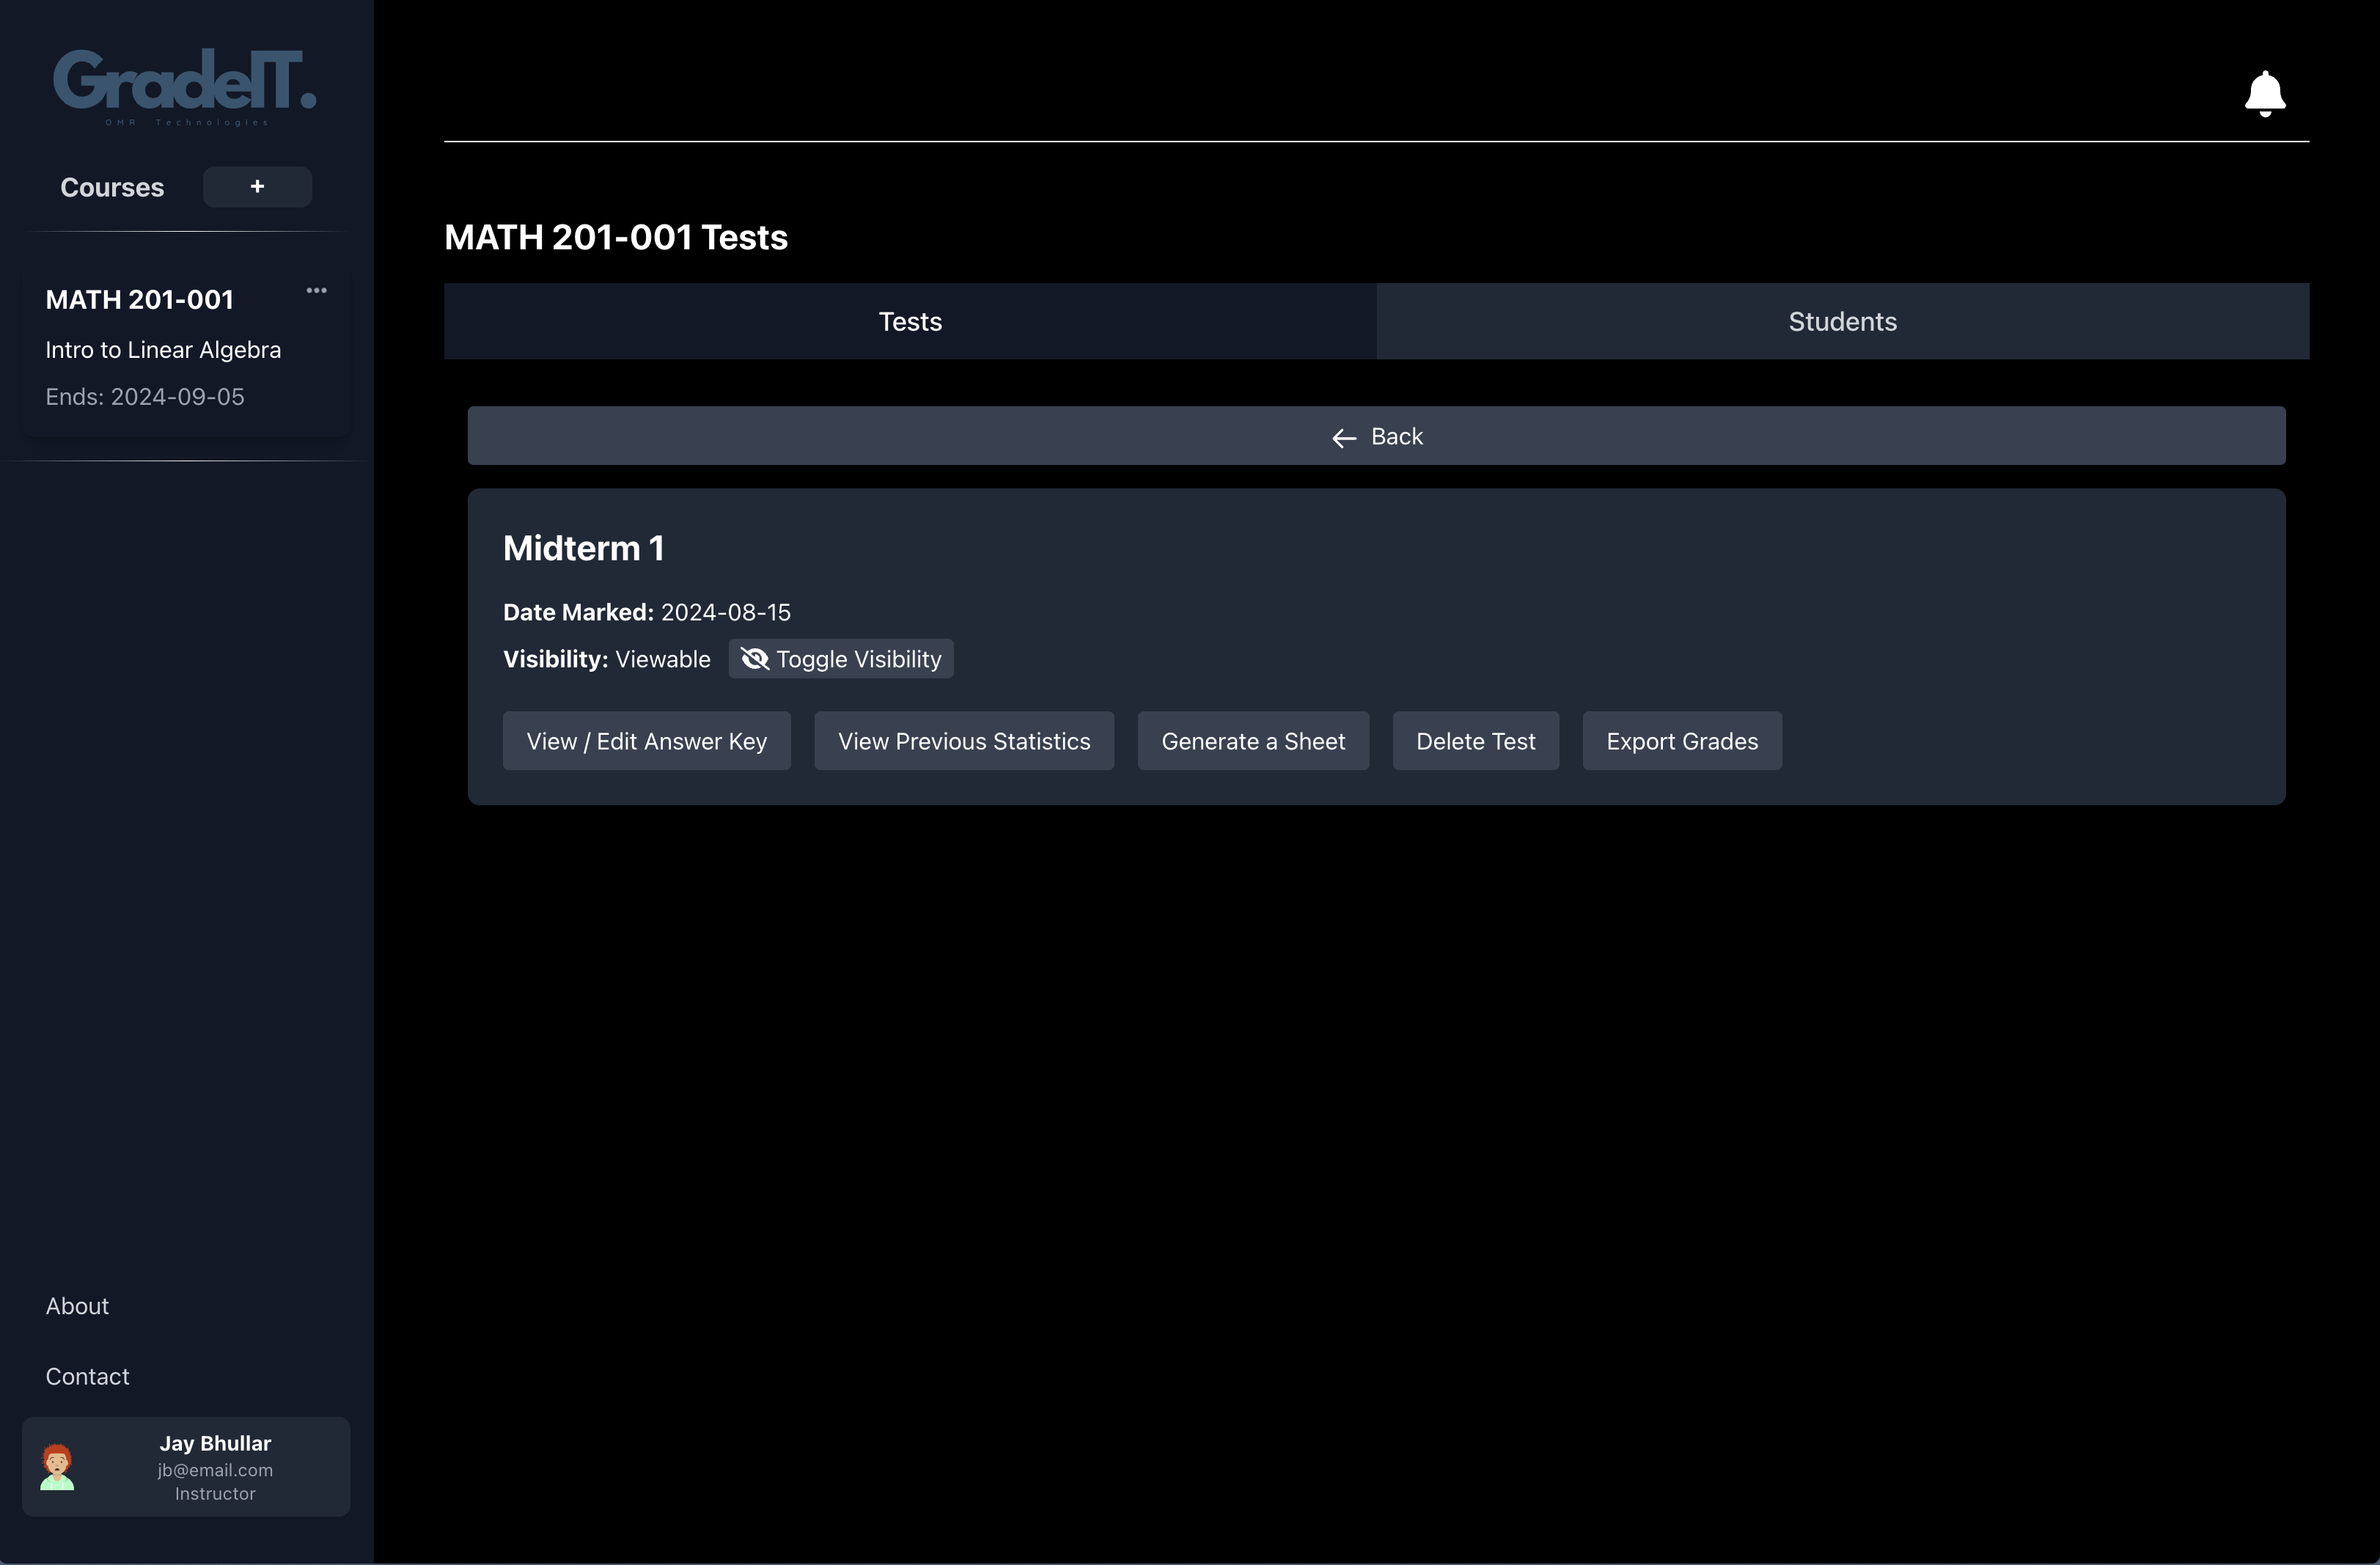 GradeIT.
OMR Technologies
Courses +
MATH 201-001
Intro to Linear Algebra
Ends: 2024-09-05
MATH 201-001 Tests
Tests
Students
Back
Midterm 1
Date Marked: 2024-08-15
Visibility: Viewable Toggle Visibility
View / Edit Answer Key View Previous Statistics Generate a Sheet Delete Test Export Grades
About
Contact
Jay Bhullar
jb@email.com
Instructor